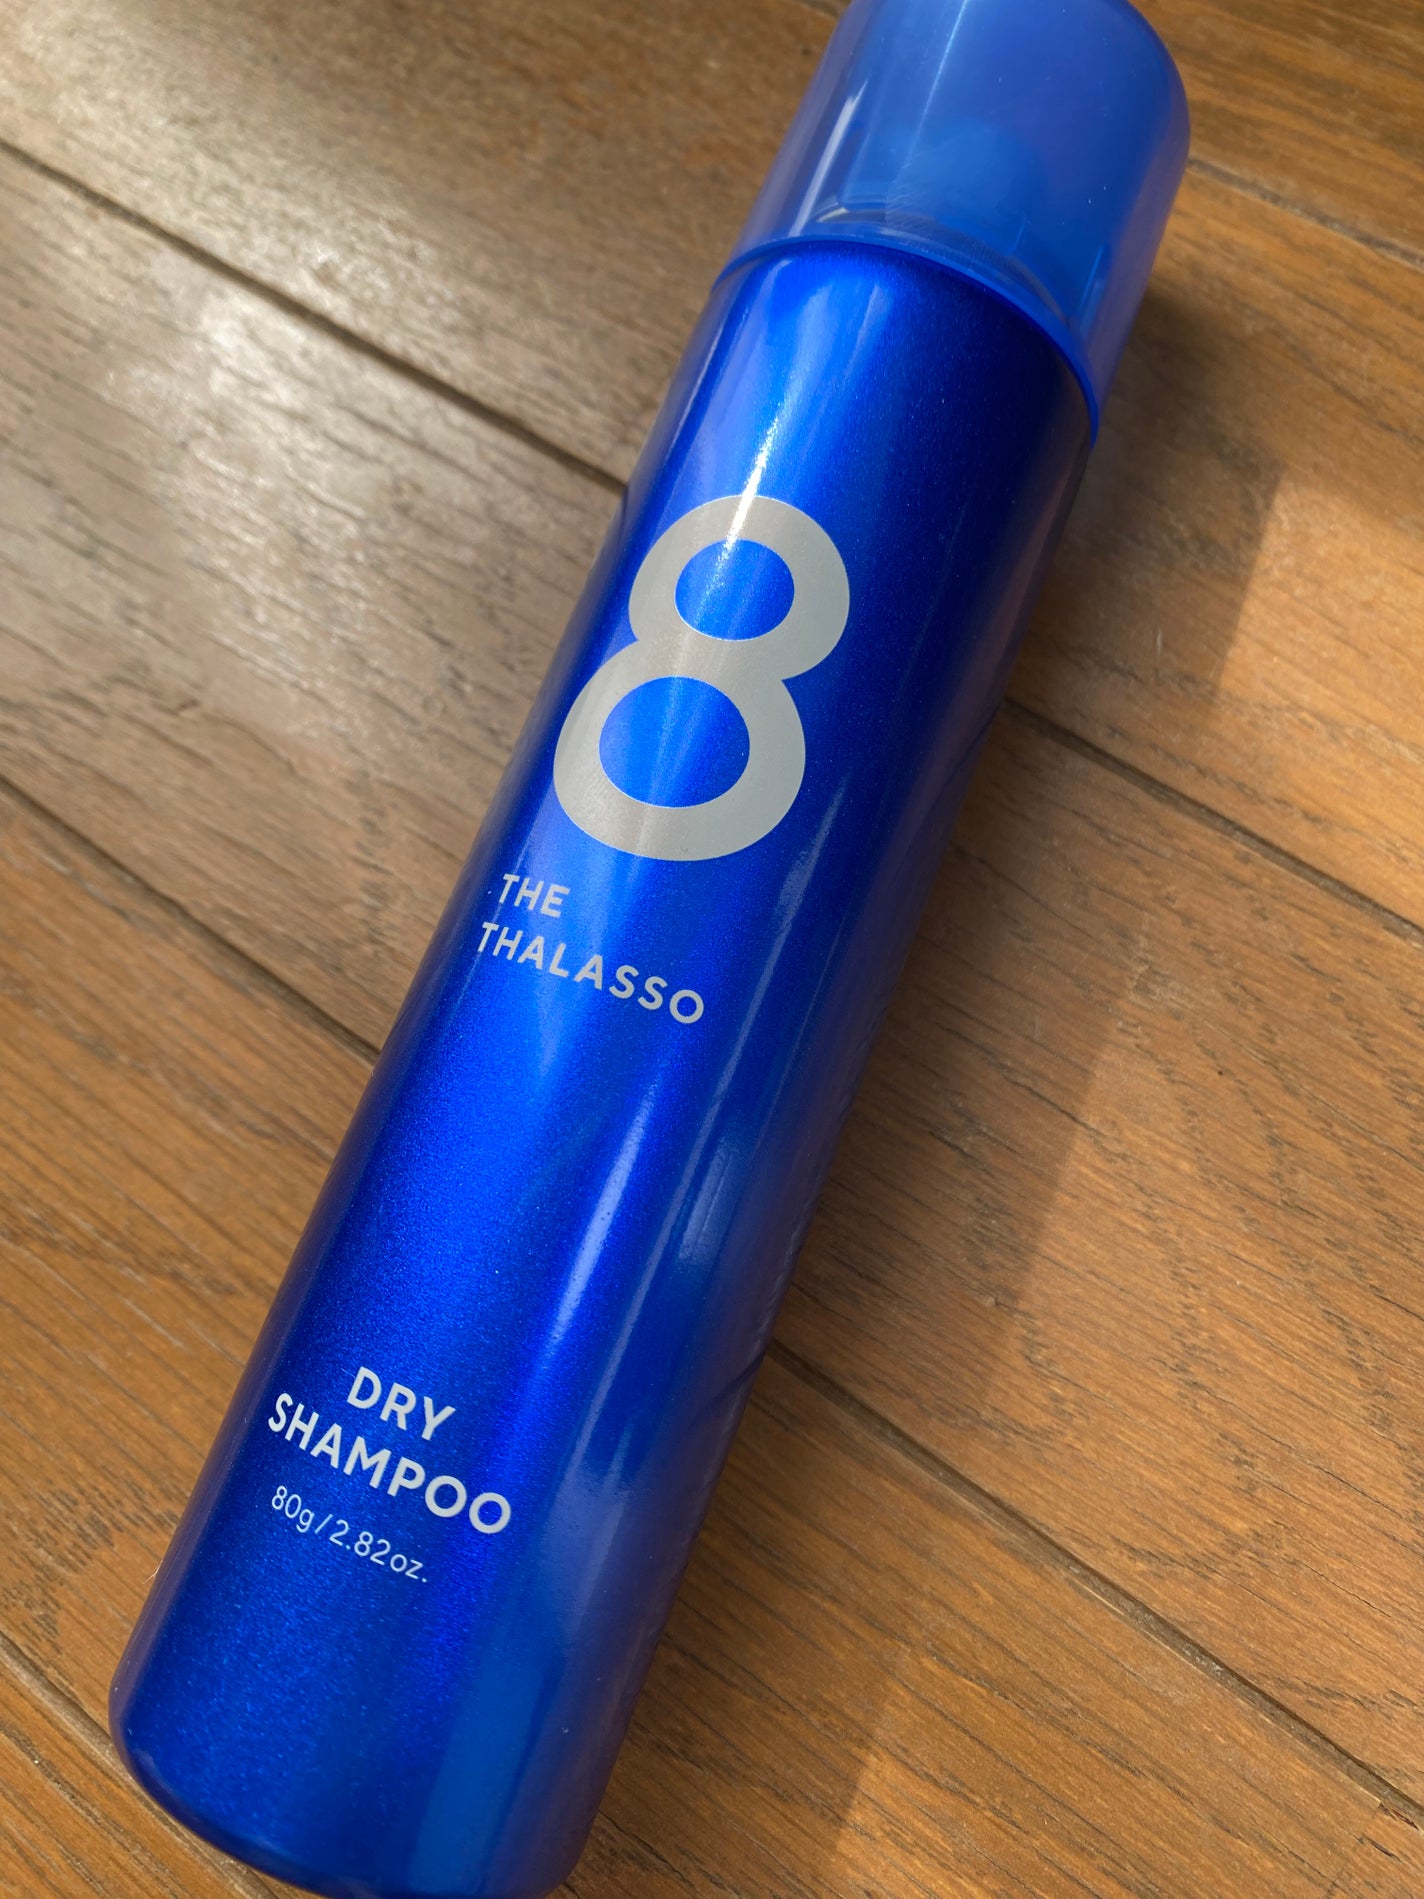 8
THE
THALASSO
DRY
SHAMPOO
80g/2.82oz.